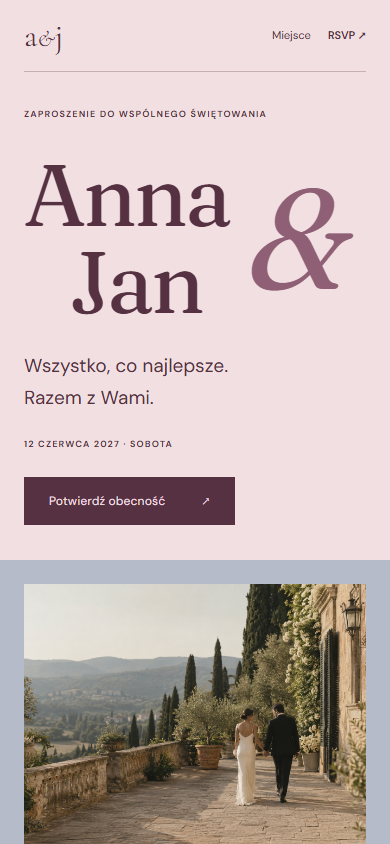 a&j
Miejsce RSVP ↗
ZAPROSZENIE DO WSPÓLNEGO ŚWIĘTOWANIA
Anna
&
Jan
Wszystko, co najlepsze.
Razem z Wami.
12 CZERWCA 2027 · SOBOTA
Potwierdź obecność ↗